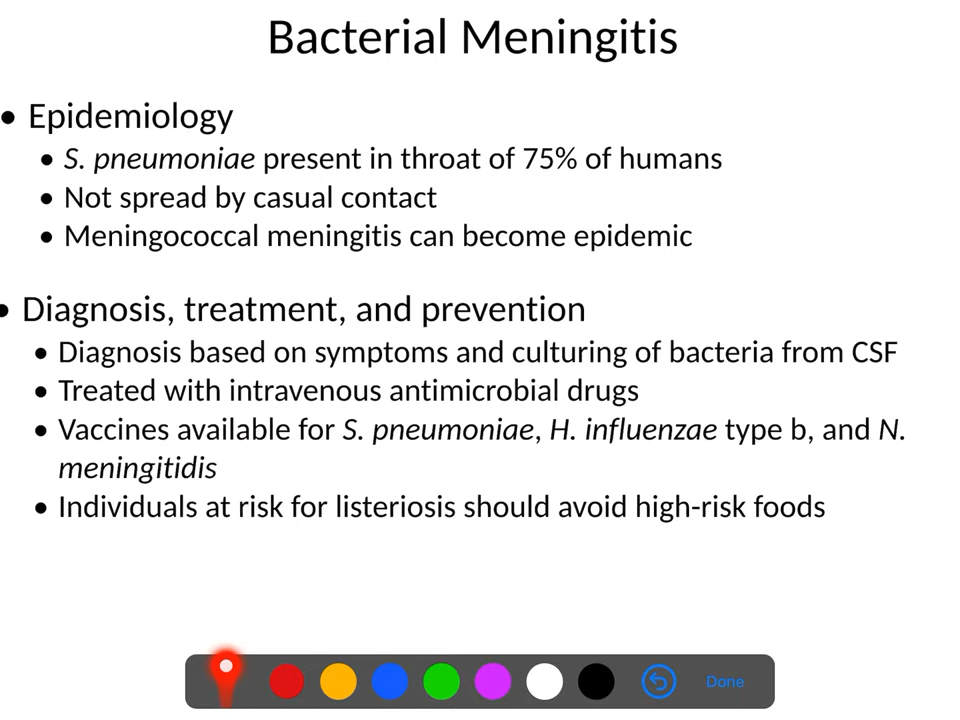 Bacterial Meningitis
• Epidemiology
• S. pneumoniae present in throat of 75% of humans
• Not spread by casual contact
• Meningococcal meningitis can become epidemic
• Diagnosis, treatment, and prevention
• Diagnosis based on symptoms and culturing of bacteria from CSF
• Treated with intravenous antimicrobial drugs
• Vaccines available for S. pneumoniae, H. influenzae type b, and N.
meningitidis
• Individuals at risk for listeriosis should avoid high-risk foods
Done